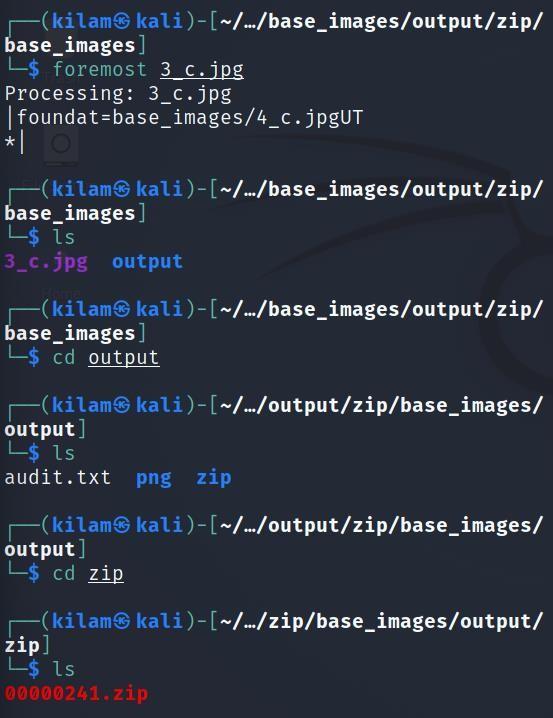 ┌──(kilam㉿kali)-[~/…/base_images/output/zip/
base_images]
└─$ foremost 3_c.jpg
Processing: 3_c.jpg
|foundat=base_images/4_c.jpgUT
*|
┌──(kilam㉿kali)-[~/…/base_images/output/zip/
base_images]
└─$ ls
3_c.jpg  output
┌──(kilam㉿kali)-[~/…/base_images/output/zip/
base_images]
└─$ cd output
┌──(kilam㉿kali)-[~/…/output/zip/base_images/
output]
└─$ ls
audit.txt  png  zip
┌──(kilam㉿kali)-[~/…/output/zip/base_images/
output]
└─$ cd zip
┌──(kilam㉿kali)-[~/…/zip/base_images/output/
zip]
└─$ ls
00000241.zip